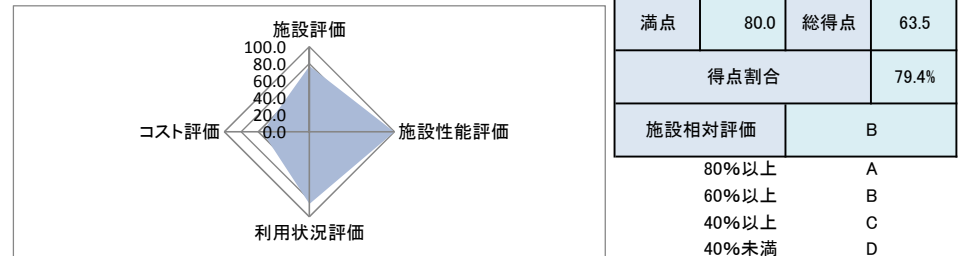 施設評価
100.0
80.0
60.0
40.0
20.0
0.0
コスト評価
施設性能評価
利用状況評価
満点 80.0 総得点 63.5
得点割合 79.4%
施設相対評価 B
80%以上 A
60%以上 B
40%以上 C
40%未満 D